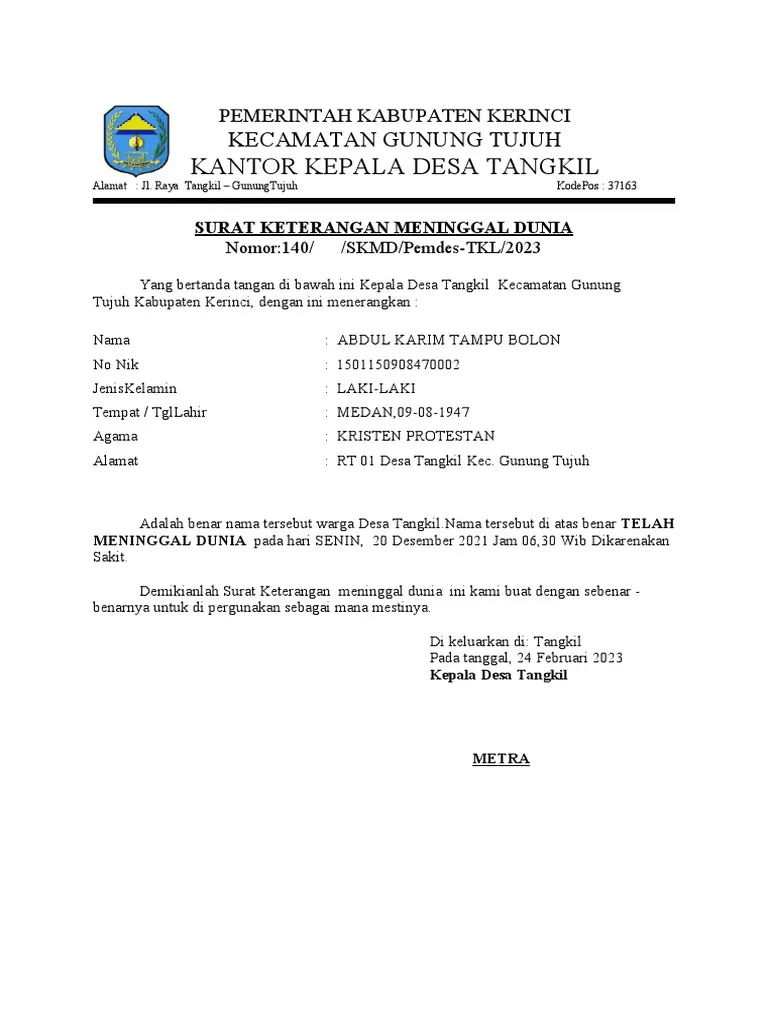 PEMERINTAH KABUPATEN KERINCI
KECAMATAN GUNUNG TUJUH
KANTOR KEPALA DESA TANGKIL
Alamat : Jl. Raya Tangkil – GunungTujuh KodePos : 37163
SURAT KETERANGAN MENINGGAL DUNIA
Nomor:140/ /SKMD/Pemdes-TKL/2023
Yang bertanda tangan di bawah ini Kepala Desa Tangkil Kecamatan Gunung
Tujuh Kabupaten Kerinci, dengan ini menerangkan :
Nama : ABDUL KARIM TAMPU BOLON
No Nik : 1501150908470002
JenisKelamin : LAKI-LAKI
Tempat / TglLahir : MEDAN,09-08-1947
Agama : KRISTEN PROTESTAN
Alamat : RT 01 Desa Tangkil Kec. Gunung Tujuh
Adalah benar nama tersebut warga Desa Tangkil.Nama tersebut di atas benar TELAH
MENINGGAL DUNIA pada hari SENIN, 20 Desember 2021 Jam 06,30 Wib Dikarenakan
Sakit.
Demikianlah Surat Keterangan meninggal dunia ini kami buat dengan sebenar -
benarnya untuk di pergunakan sebagai mana mestinya.
Di keluarkan di: Tangkil
Pada tanggal, 24 Februari 2023
Kepala Desa Tangkil
METRA